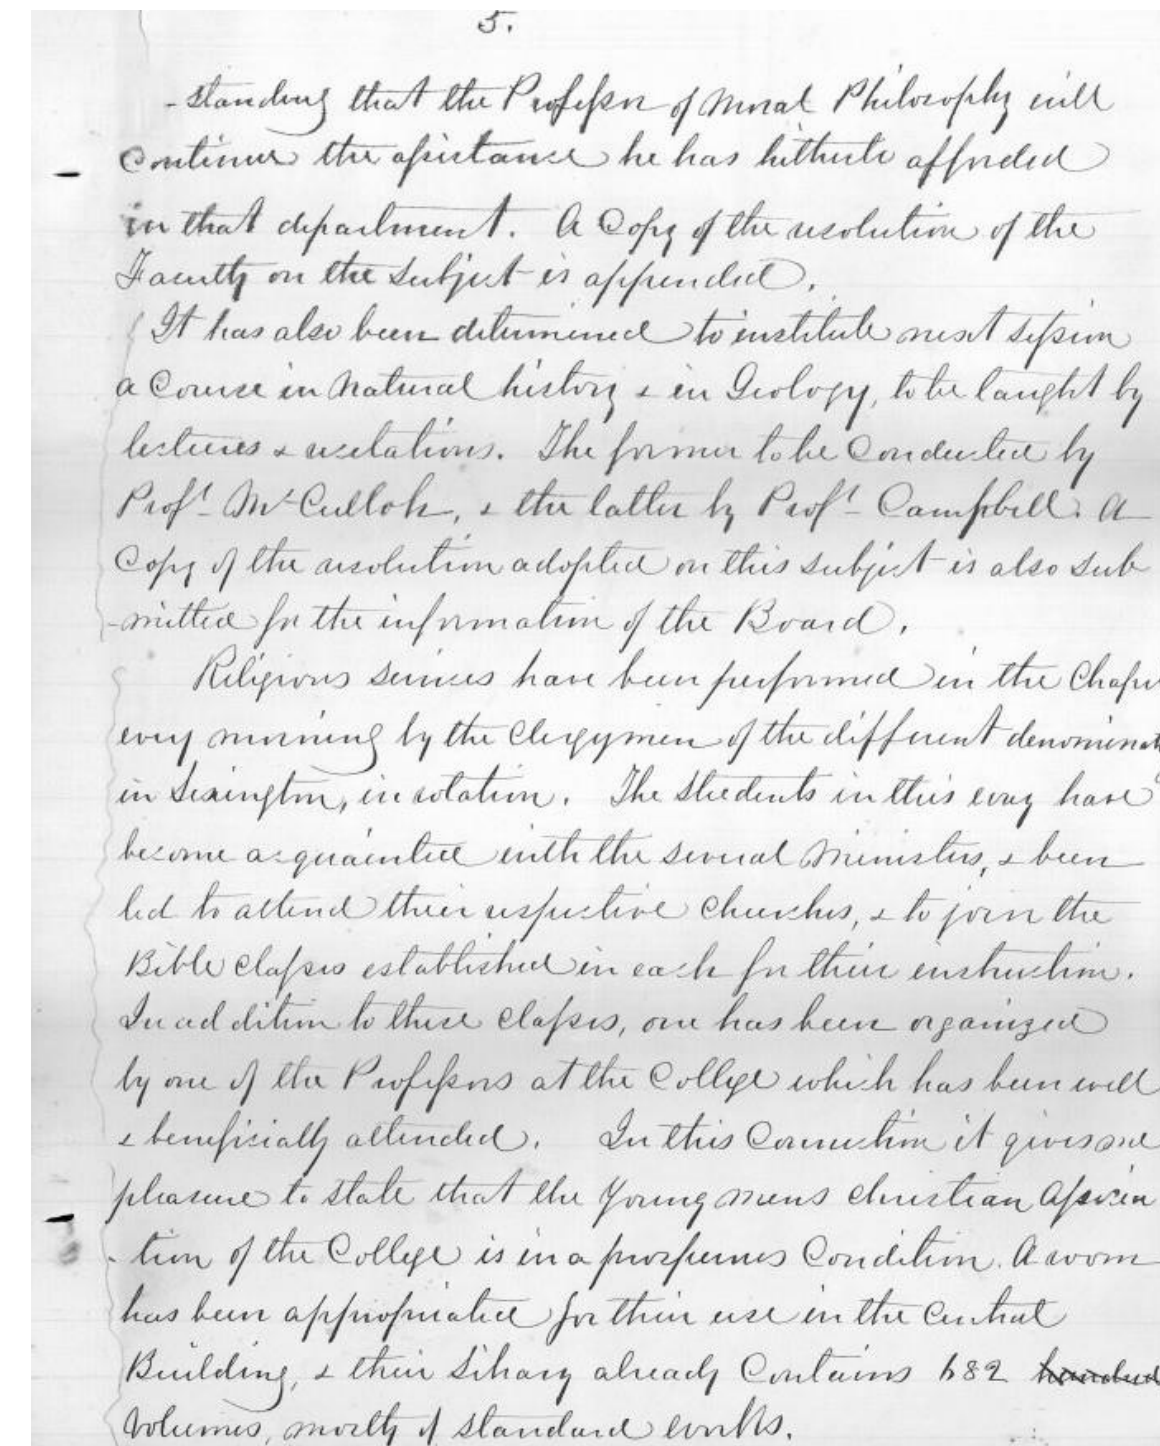 5.
-standing that the Professor of Moral Philosophy will
continue the assistance he has hitherto afforded
in that department. A Copy of the resolution of the
Faculty on the subject is appended.
It has also been determined to institute next session
a Course in Natural history & in Geology, to be taught by
lectures & recitations. The former to be Conducted by
Profr McCulloh, & the latter by Profr Campbell. A
Copy of the resolution adopted on this subject is also sub
-mitted for the information of the Board.
Religious services have been performed in the Chape
every morning by the Clergymen of the different denominat
in Lexington, in rotation. The Students in this way have
become acquainted with the several Ministers, & been
led to attend their respective Churches, & to join the
Bible Classes established in each for their instruction.
In addition to these Classes, one has been organized
by one of the Professors at the College which has been well
& beneficially attended. In this Connection it gives me
pleasure to state that the Young mens Christian Associa
-tion of the College is in a prosperous Condition. A room
has been appropriated for their use in the Central
Building, & their Library already Contains 682
Volumes, mostly of standard works.